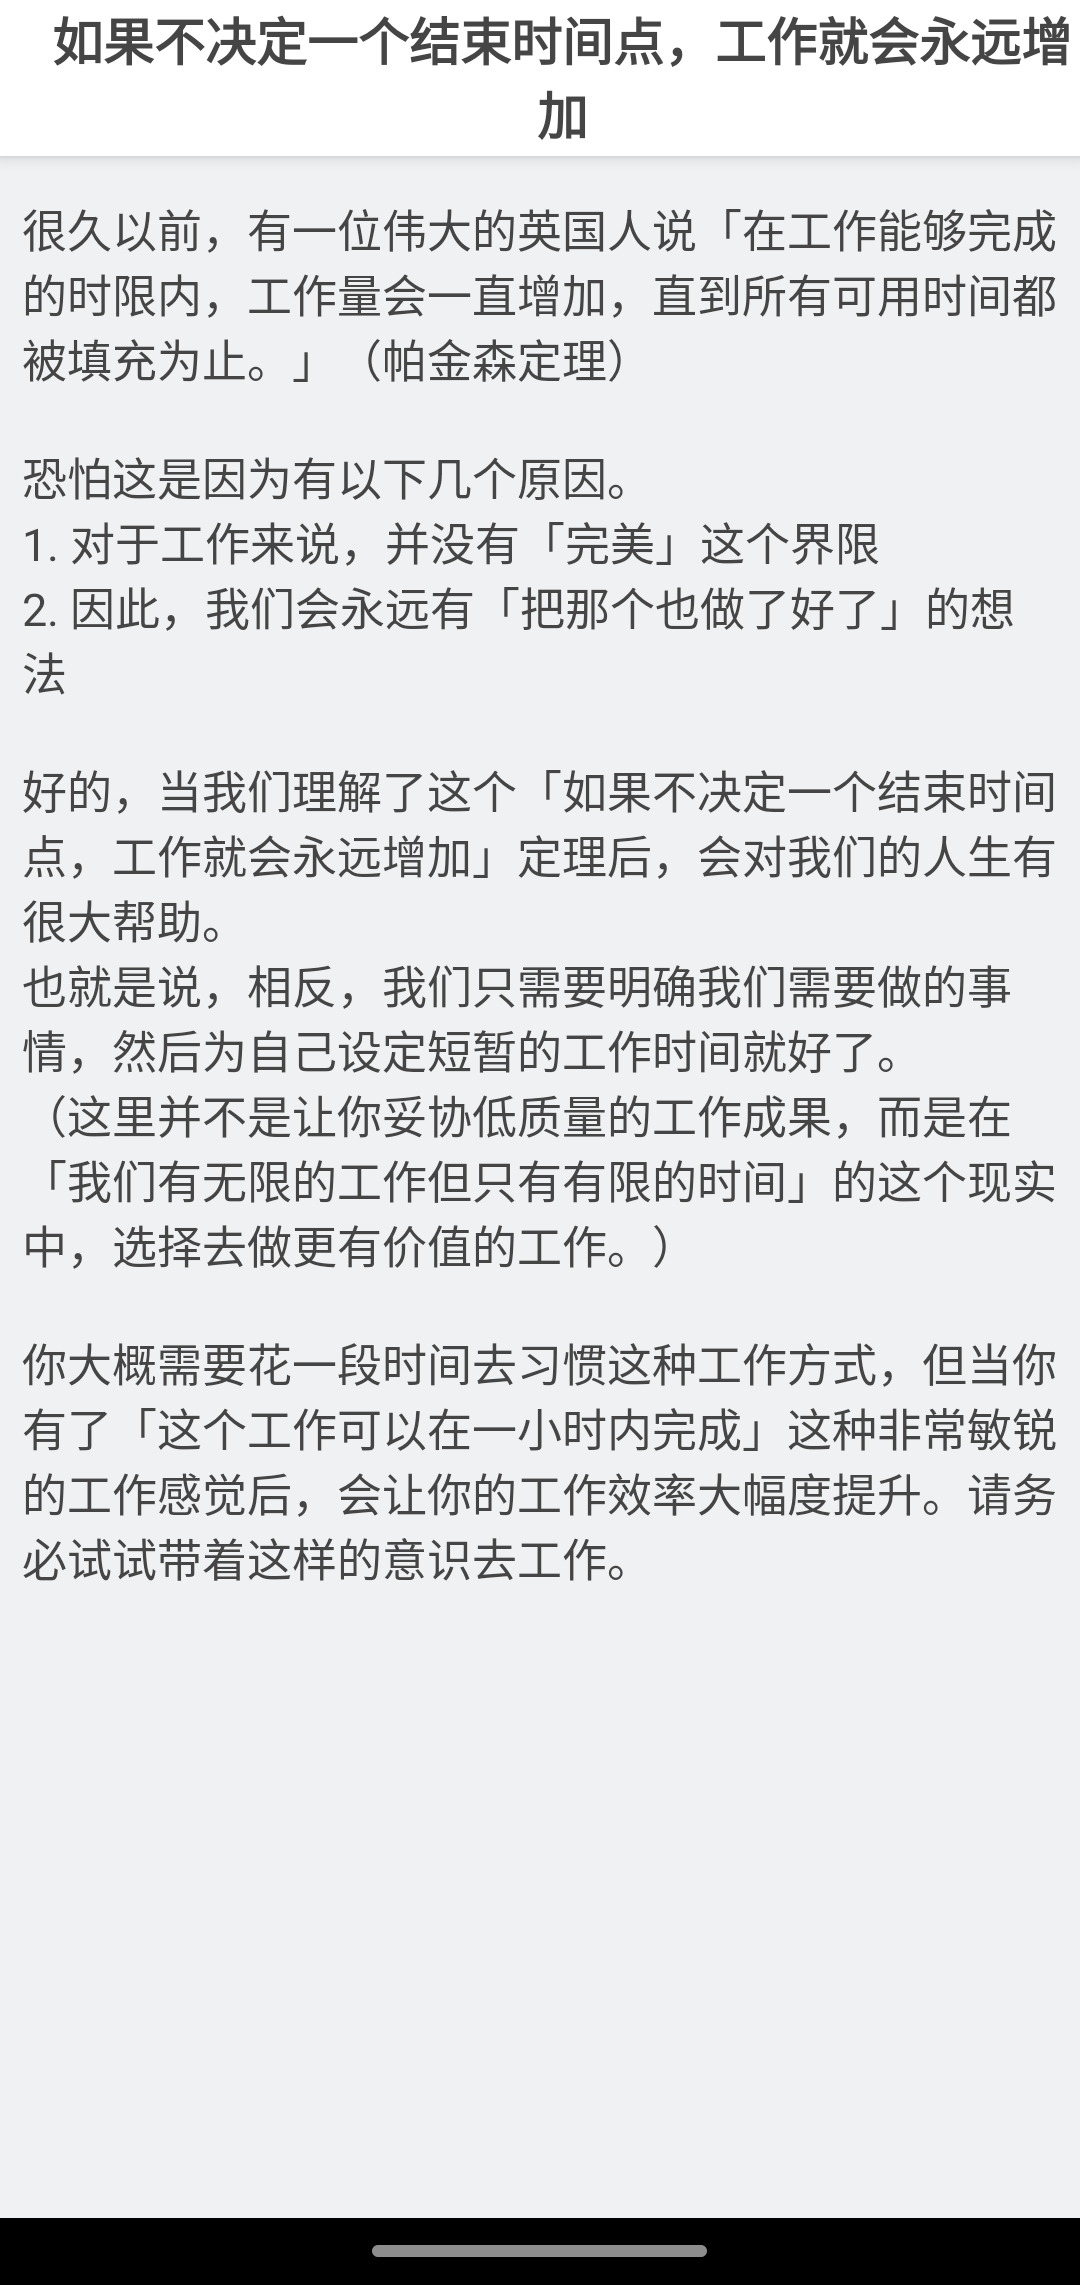 如果不决定一个结束时间点，工作就会永远增
加
很久以前，有一位伟大的英国人说「在工作能够完成
的时限内，工作量会一直增加，直到所有可用时间都
被填充为止。」（帕金森定理）
恐怕这是因为有以下几个原因。
1. 对于工作来说，并没有「完美」这个界限
2. 因此，我们会永远有「把那个也做了好了」的想
法
好的，当我们理解了这个「如果不决定一个结束时间
点，工作就会永远增加」定理后，会对我们的人生有
很大帮助。
也就是说，相反，我们只需要明确我们需要做的事
情，然后为自己设定短暂的工作时间就好了。
（这里并不是让你妥协低质量的工作成果，而是在
「我们有无限的工作但只有有限的时间」的这个现实
中，选择去做更有价值的工作。）
你大概需要花一段时间去习惯这种工作方式，但当你
有了「这个工作可以在一小时内完成」这种非常敏锐
的工作感觉后，会让你的工作效率大幅度提升。请务
必试试带着这样的意识去工作。